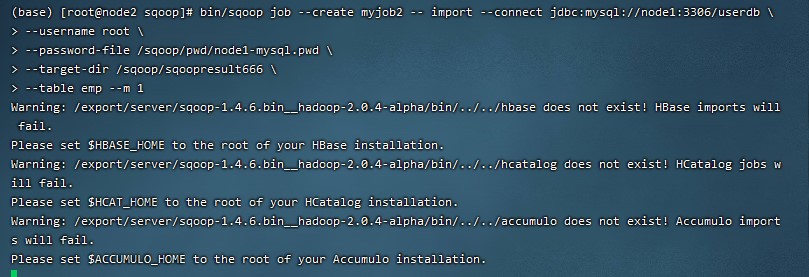 (base) [root@node2 sqoop]# bin/sqoop job --create myjob2 -- import --connect jdbc:mysql://node1:3306/userdb \
> --username root \
> --password-file /sqoop/pwd/node1-mysql.pwd \
> --target-dir /sqoop/sqoopresult666 \
> --table emp --m 1
Warning: /export/server/sqoop-1.4.6.bin__hadoop-2.0.4-alpha/bin/../../hbase does not exist! HBase imports will
 fail.
Please set $HBASE_HOME to the root of your HBase installation.
Warning: /export/server/sqoop-1.4.6.bin__hadoop-2.0.4-alpha/bin/../../hcatalog does not exist! HCatalog jobs w
ill fail.
Please set $HCAT_HOME to the root of your HCatalog installation.
Warning: /export/server/sqoop-1.4.6.bin__hadoop-2.0.4-alpha/bin/../../accumulo does not exist! Accumulo import
s will fail.
Please set $ACCUMULO_HOME to the root of your Accumulo installation.